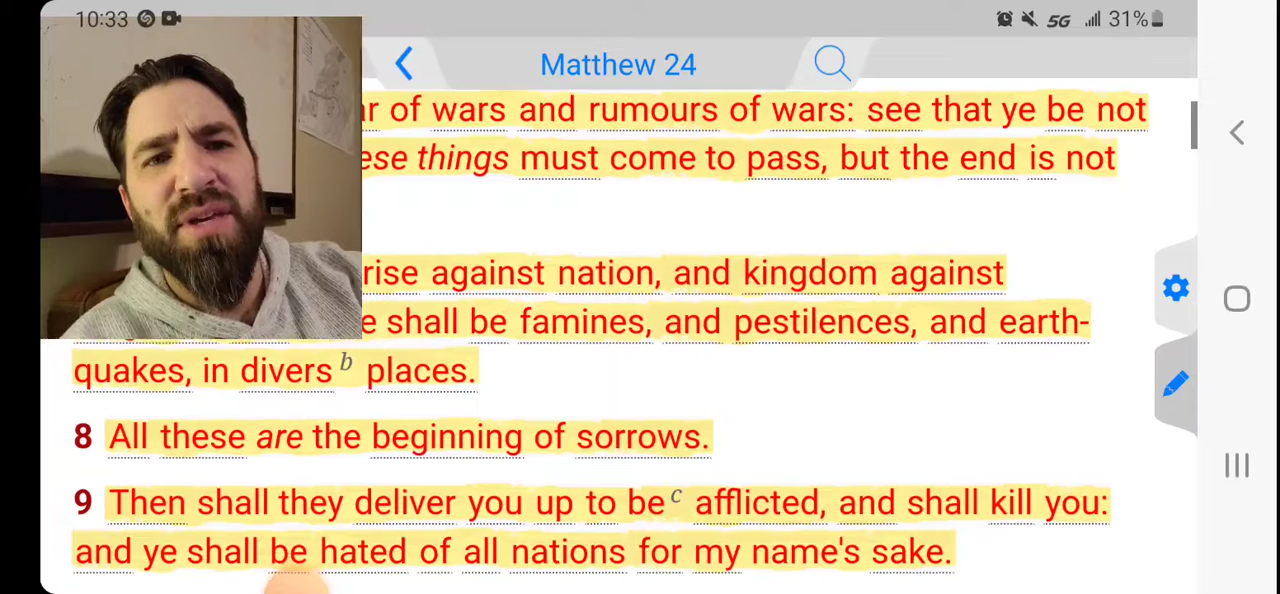 10:33 5G 31%
Matthew 24
of wars and rumours of wars: see that ye be not
these things must come to pass, but the end is not
rise against nation, and kingdom against
shall be famines, and pestilences, and earth-
quakes, in divers b places.
8 All these are the beginning of sorrows.
9 Then shall they deliver you up to be c afflicted, and shall kill you:
and ye shall be hated of all nations for my name's sake.